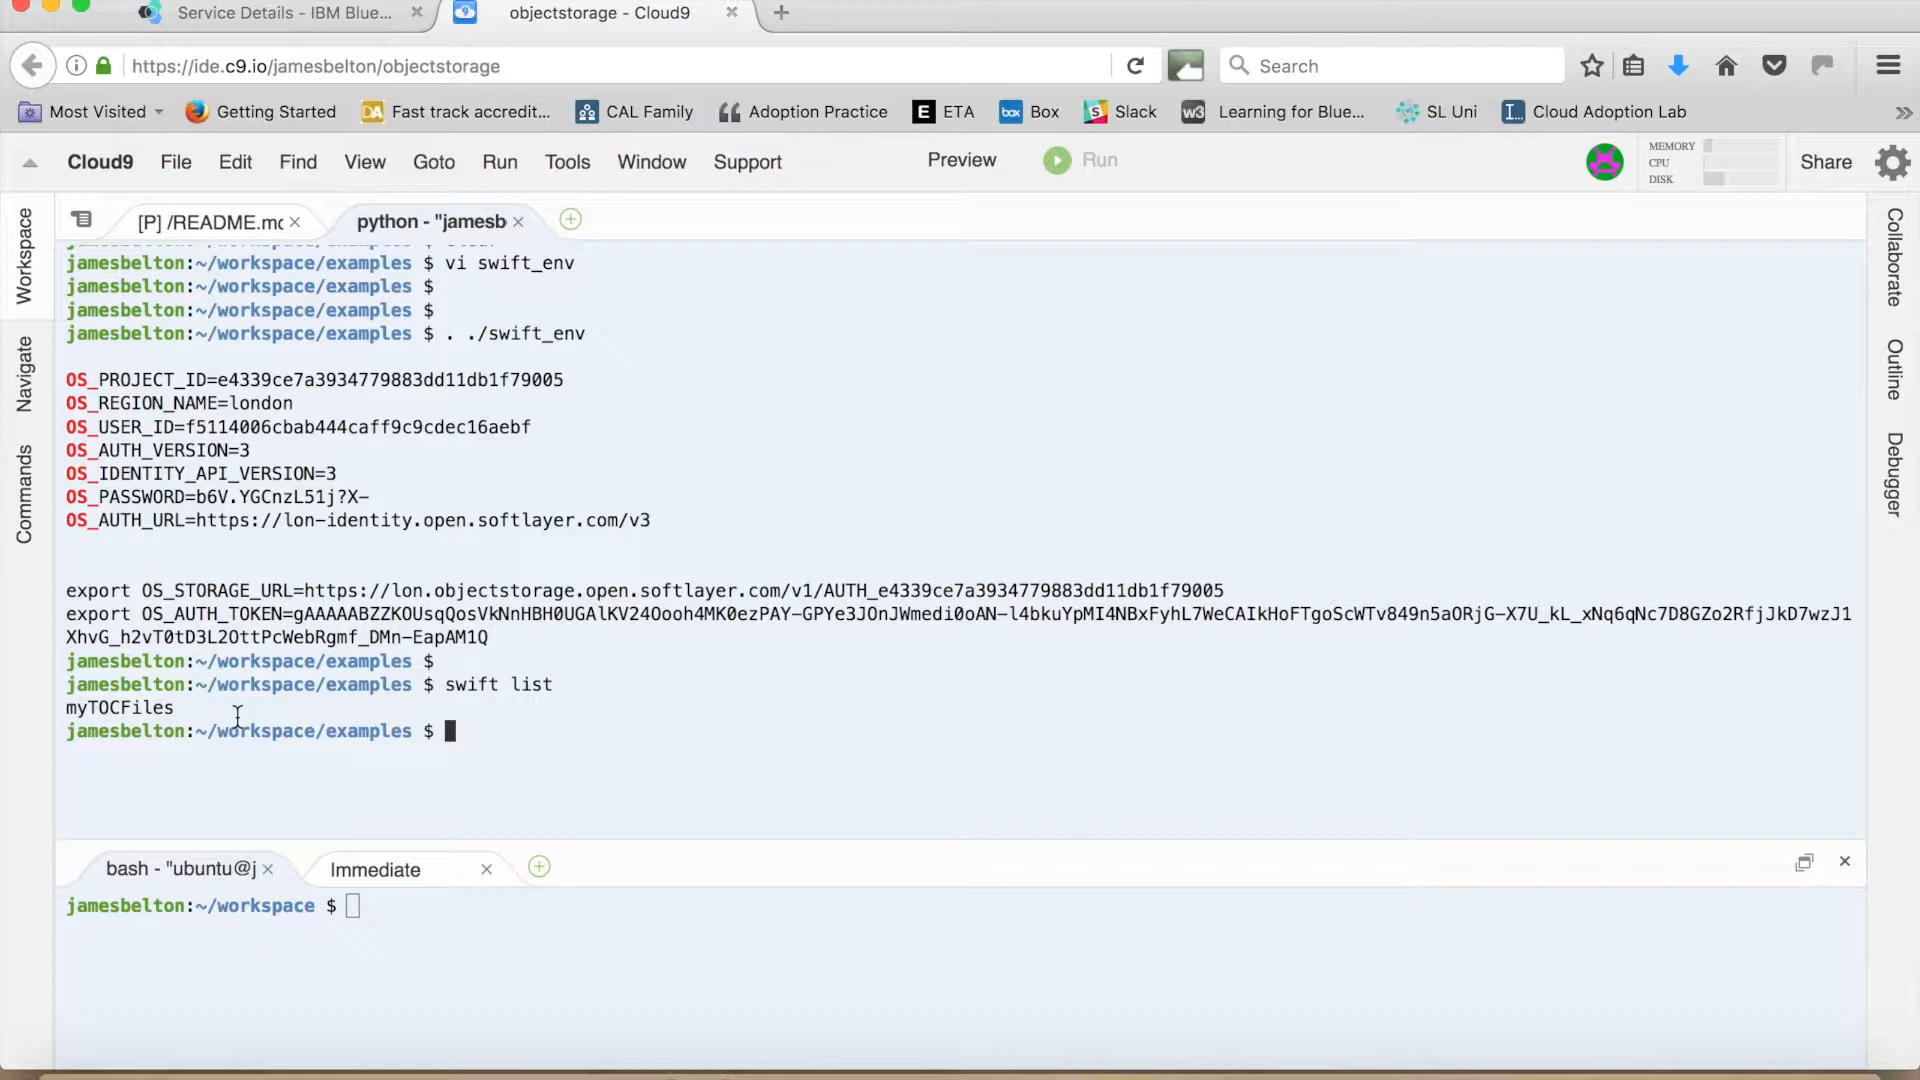 Service Details - IBM Blue...
objectstorage - Cloud9
https://ide.c9.io/jamesbelton/objectstorage
Search
Most Visited
Getting Started
Fast track accredit...
CAL Family
Adoption Practice
ETA
Box
Slack
Learning for Blue...
SL Uni
Cloud Adoption Lab
Cloud9 File Edit Find View Goto Run Tools Window Support Preview Run
MEMORY
CPU
DISK
Share
Workspace
Navigate
Commands
Collaborate
Outline
Debugger
[P] /README.mc
python - "jamesb
jamesbelton:~/workspace/examples $ vi swift_env
jamesbelton:~/workspace/examples $
jamesbelton:~/workspace/examples $
jamesbelton:~/workspace/examples $ . ./swift_env
OS_PROJECT_ID=e4339ce7a3934779883dd11db1f79005
OS_REGION_NAME=london
OS_USER_ID=f5114006cbab444caff9c9cdec16aebf
OS_AUTH_VERSION=3
OS_IDENTITY_API_VERSION=3
OS_PASSWORD=b6V.YGCnzL51j?X-
OS_AUTH_URL=https://lon-identity.open.softlayer.com/v3
export OS_STORAGE_URL=https://lon.objectstorage.open.softlayer.com/v1/AUTH_e4339ce7a3934779883dd11db1f79005
export OS_AUTH_TOKEN=gAAAAABZZKOUsqQosVkNnHBH0UGAlKV24Oooh4MK0ezPAY-GPYe3JOnJWmedi0oAN-l4bkuYpMI4NBxFyhL7WeCAIkHoFTgoScWTv849n5aORjG-X7U_kL_xNq6qNc7D8GZo2RfjJkD7wzJ1
XhvG_h2vT0tD3L2OttPcWebRgmf_DMn-EapAM1Q
jamesbelton:~/workspace/examples $
jamesbelton:~/workspace/examples $ swift list
myTOCFiles
jamesbelton:~/workspace/examples $
bash - "ubuntu@j
Immediate
jamesbelton:~/workspace $